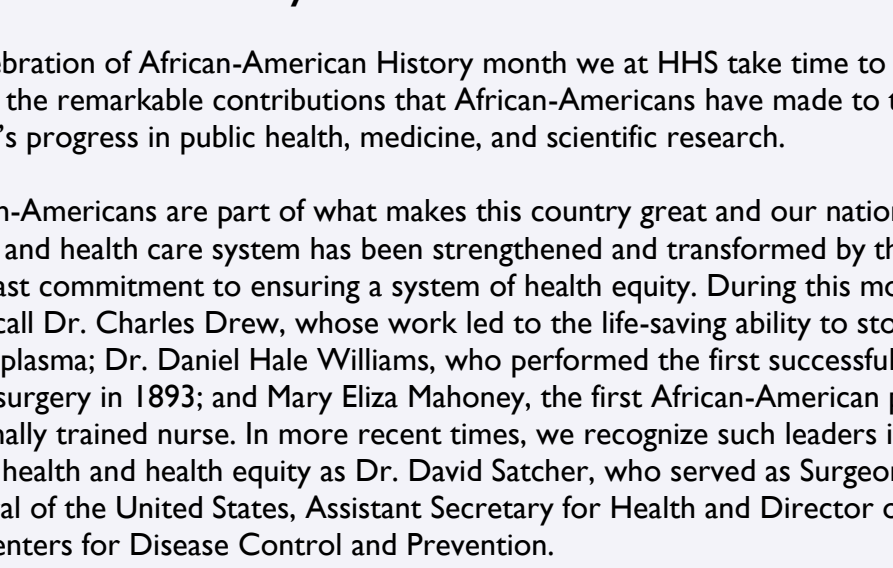 ebration of African-American History month we at HHS take time to
the remarkable contributions that African-Americans have made to t
's progress in public health, medicine, and scientific research.
n-Americans are part of what makes this country great and our nation
and health care system has been strengthened and transformed by th
ast commitment to ensuring a system of health equity. During this mo
call Dr. Charles Drew, whose work led to the life-saving ability to sto
plasma; Dr. Daniel Hale Williams, who performed the first successful
surgery in 1893; and Mary Eliza Mahoney, the first African-American p
nally trained nurse. In more recent times, we recognize such leaders i
health and health equity as Dr. David Satcher, who served as Surgeon
al of the United States, Assistant Secretary for Health and Director o
enters for Disease Control and Prevention.